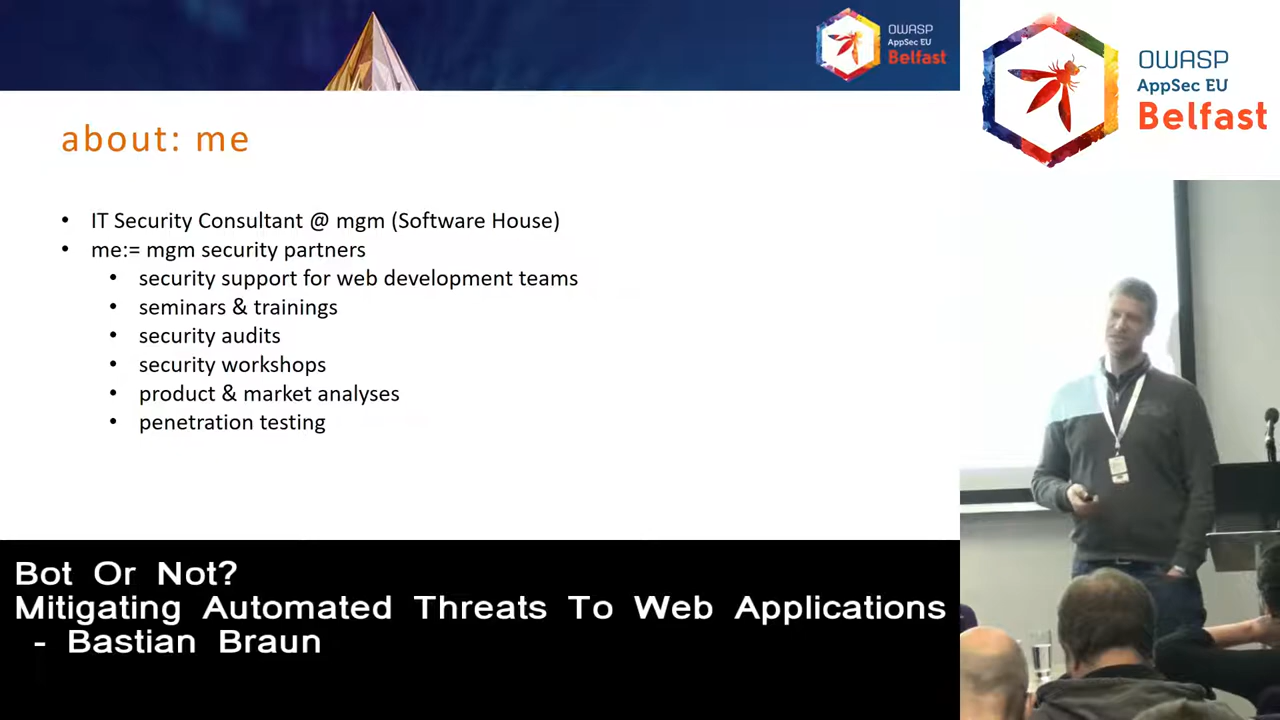 OWASP
AppSec EU
Belfast
OWASP
AppSec EU
Belfast
about: me
• IT Security Consultant @ mgm (Software House)
• me:= mgm security partners
• security support for web development teams
• seminars & trainings
• security audits
• security workshops
• product & market analyses
• penetration testing
Bot Or Not?
Mitigating Automated Threats To Web Applications
- Bastian Braun